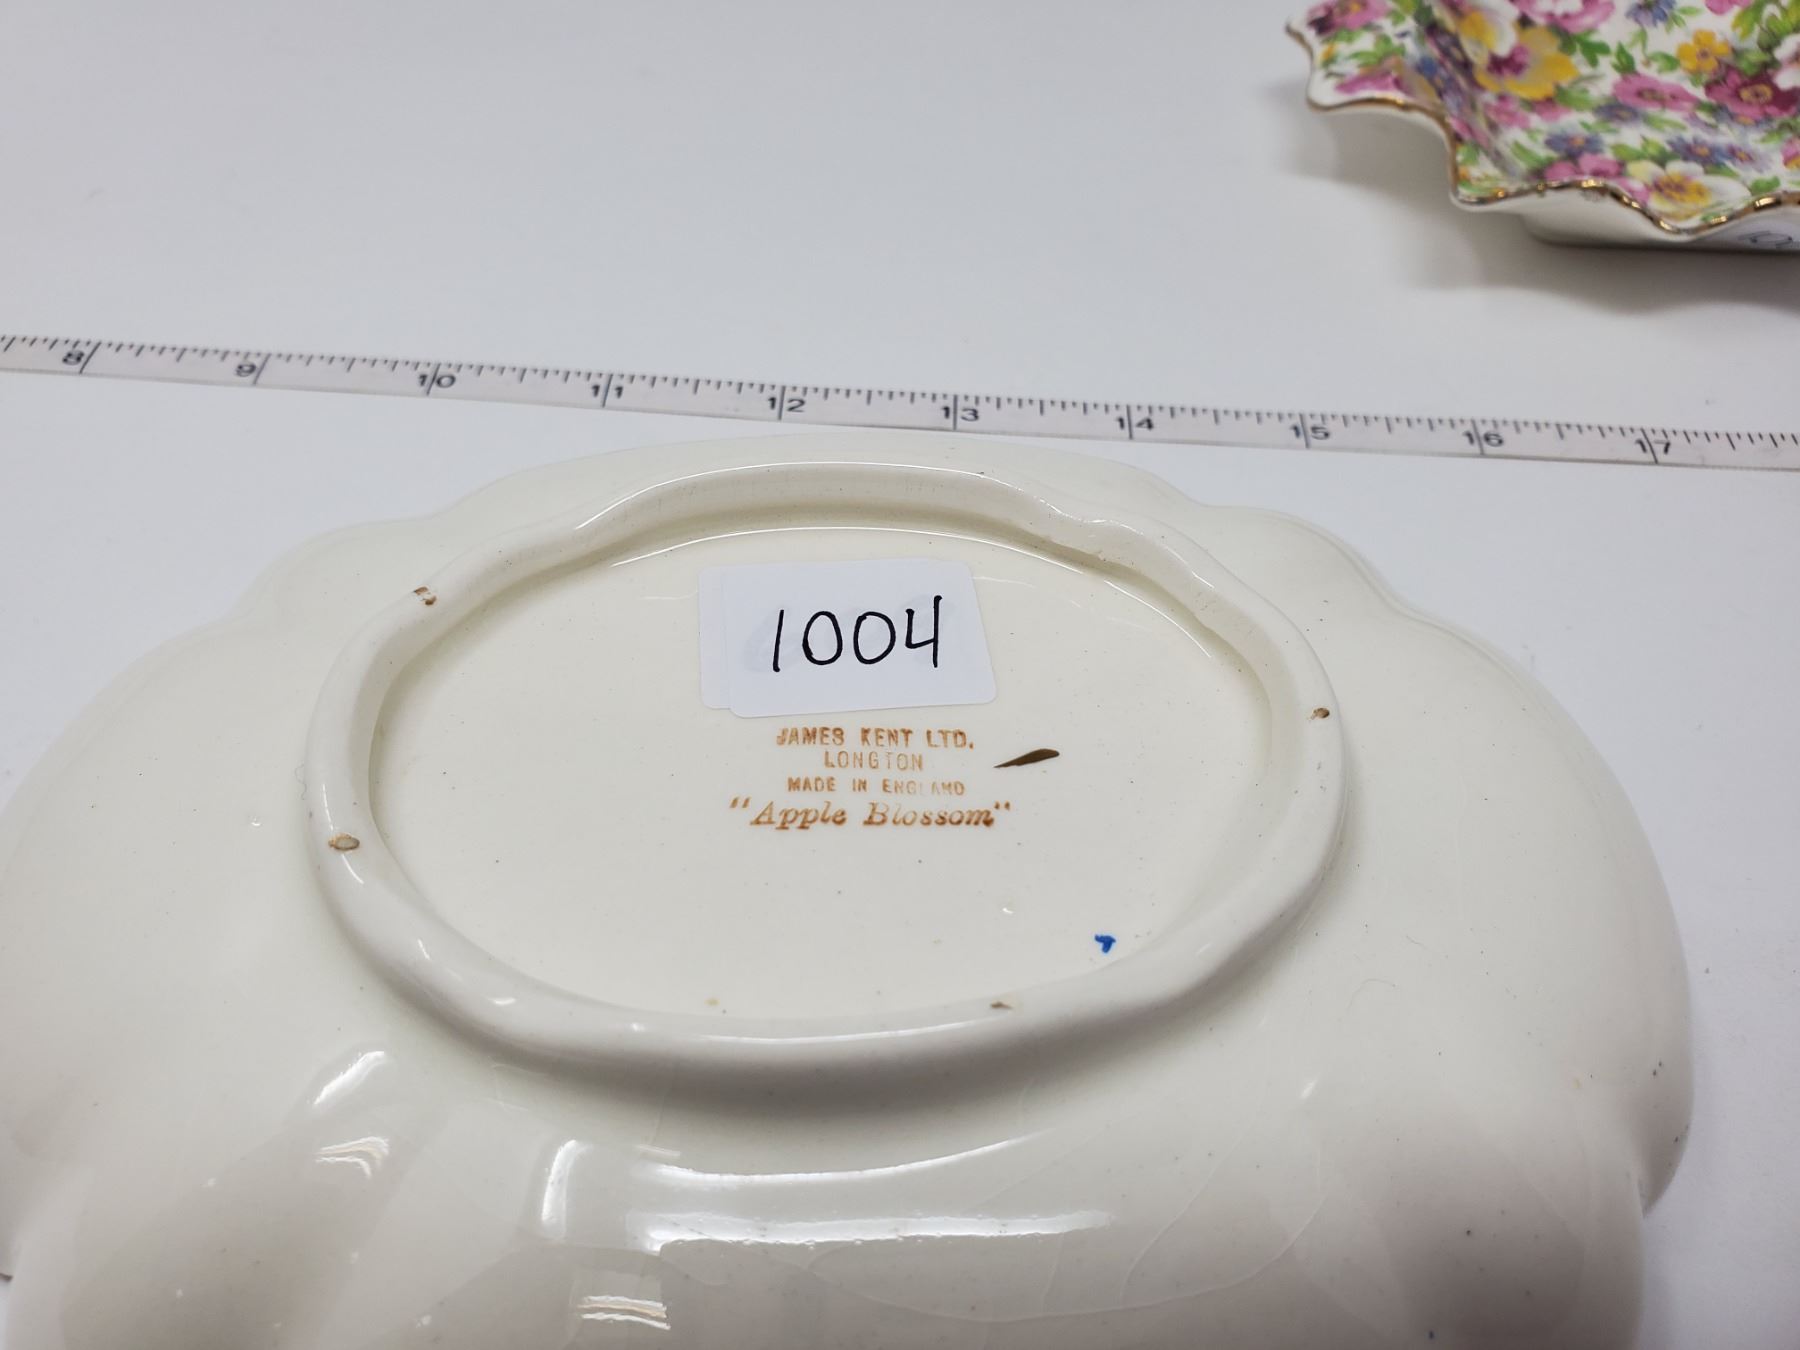 8 9 10 11 12 13 14 15 16 17
1004
JAMES KENT LTD.
LONGTON
MADE IN ENGLAND
"Apple Blossom"